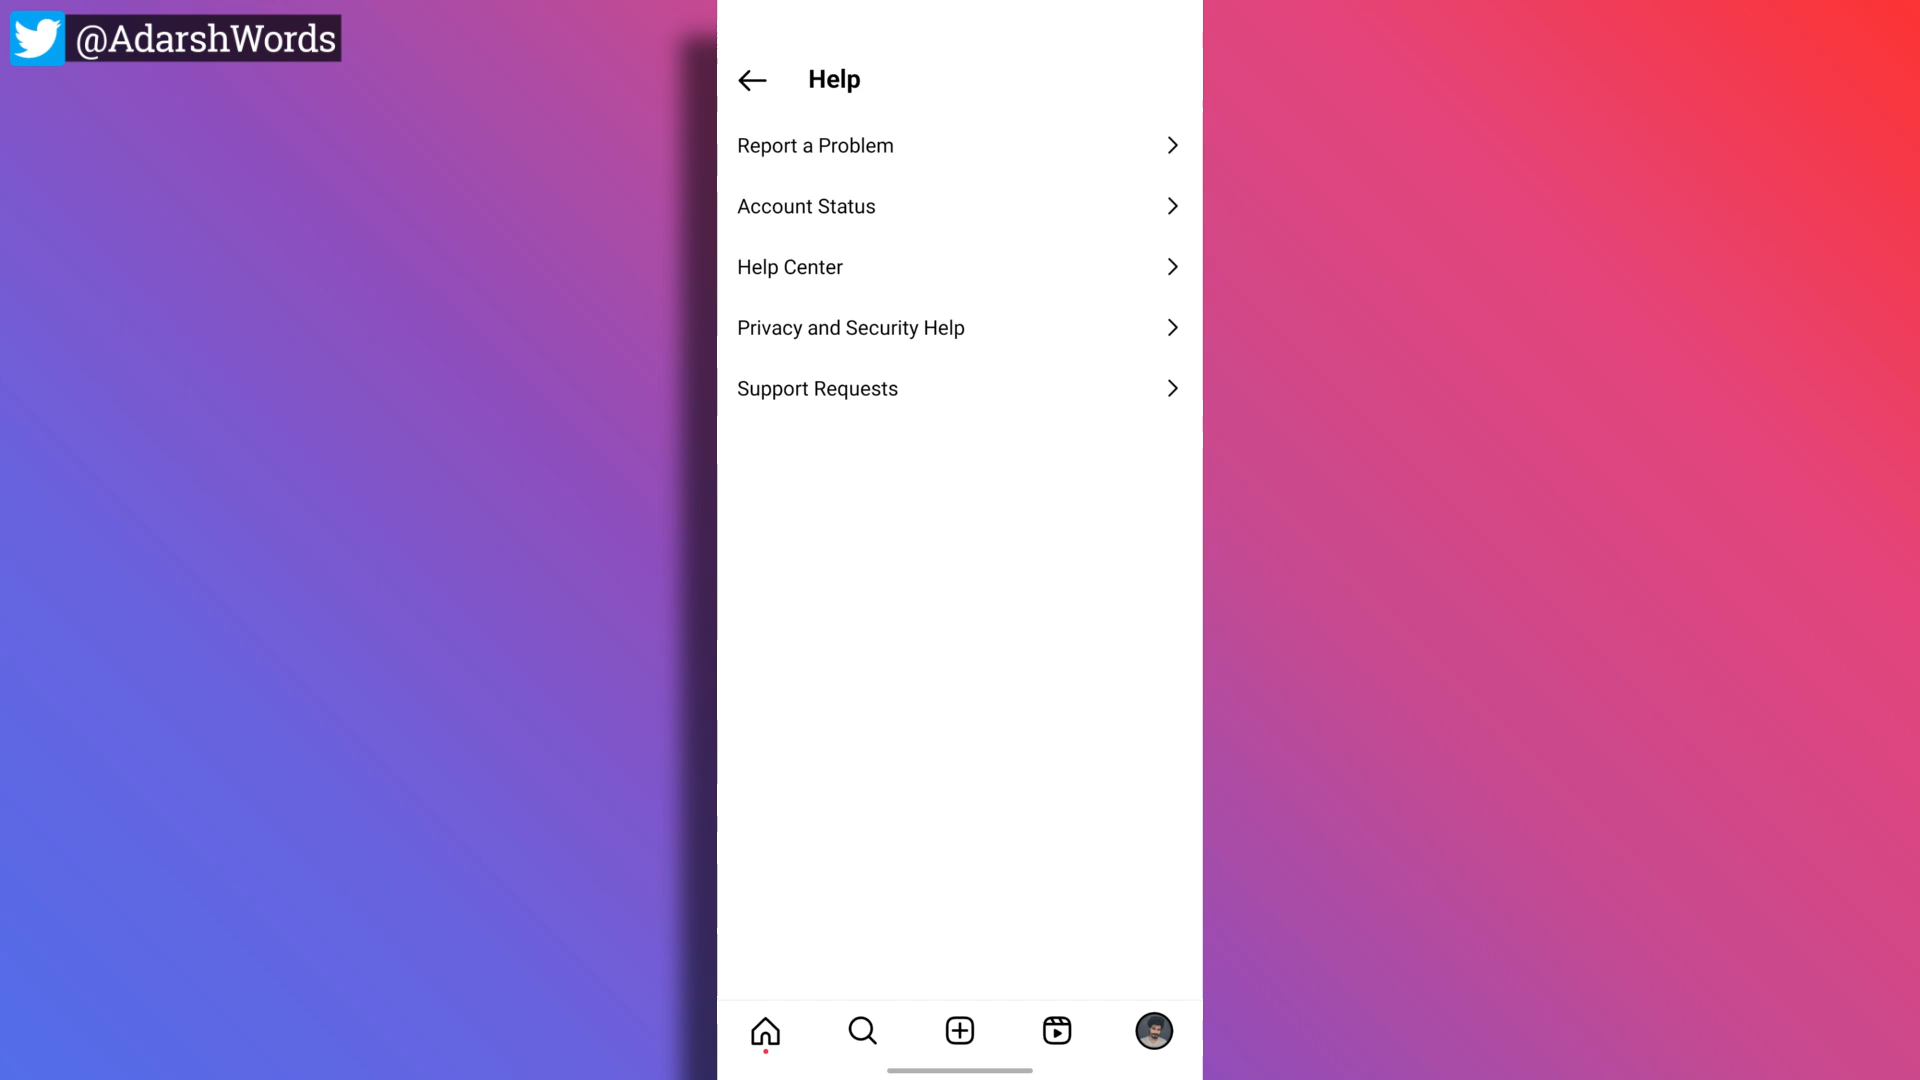 @AdarshWords
Help
Report a Problem
Account Status
Help Center
Privacy and Security Help
Support Requests